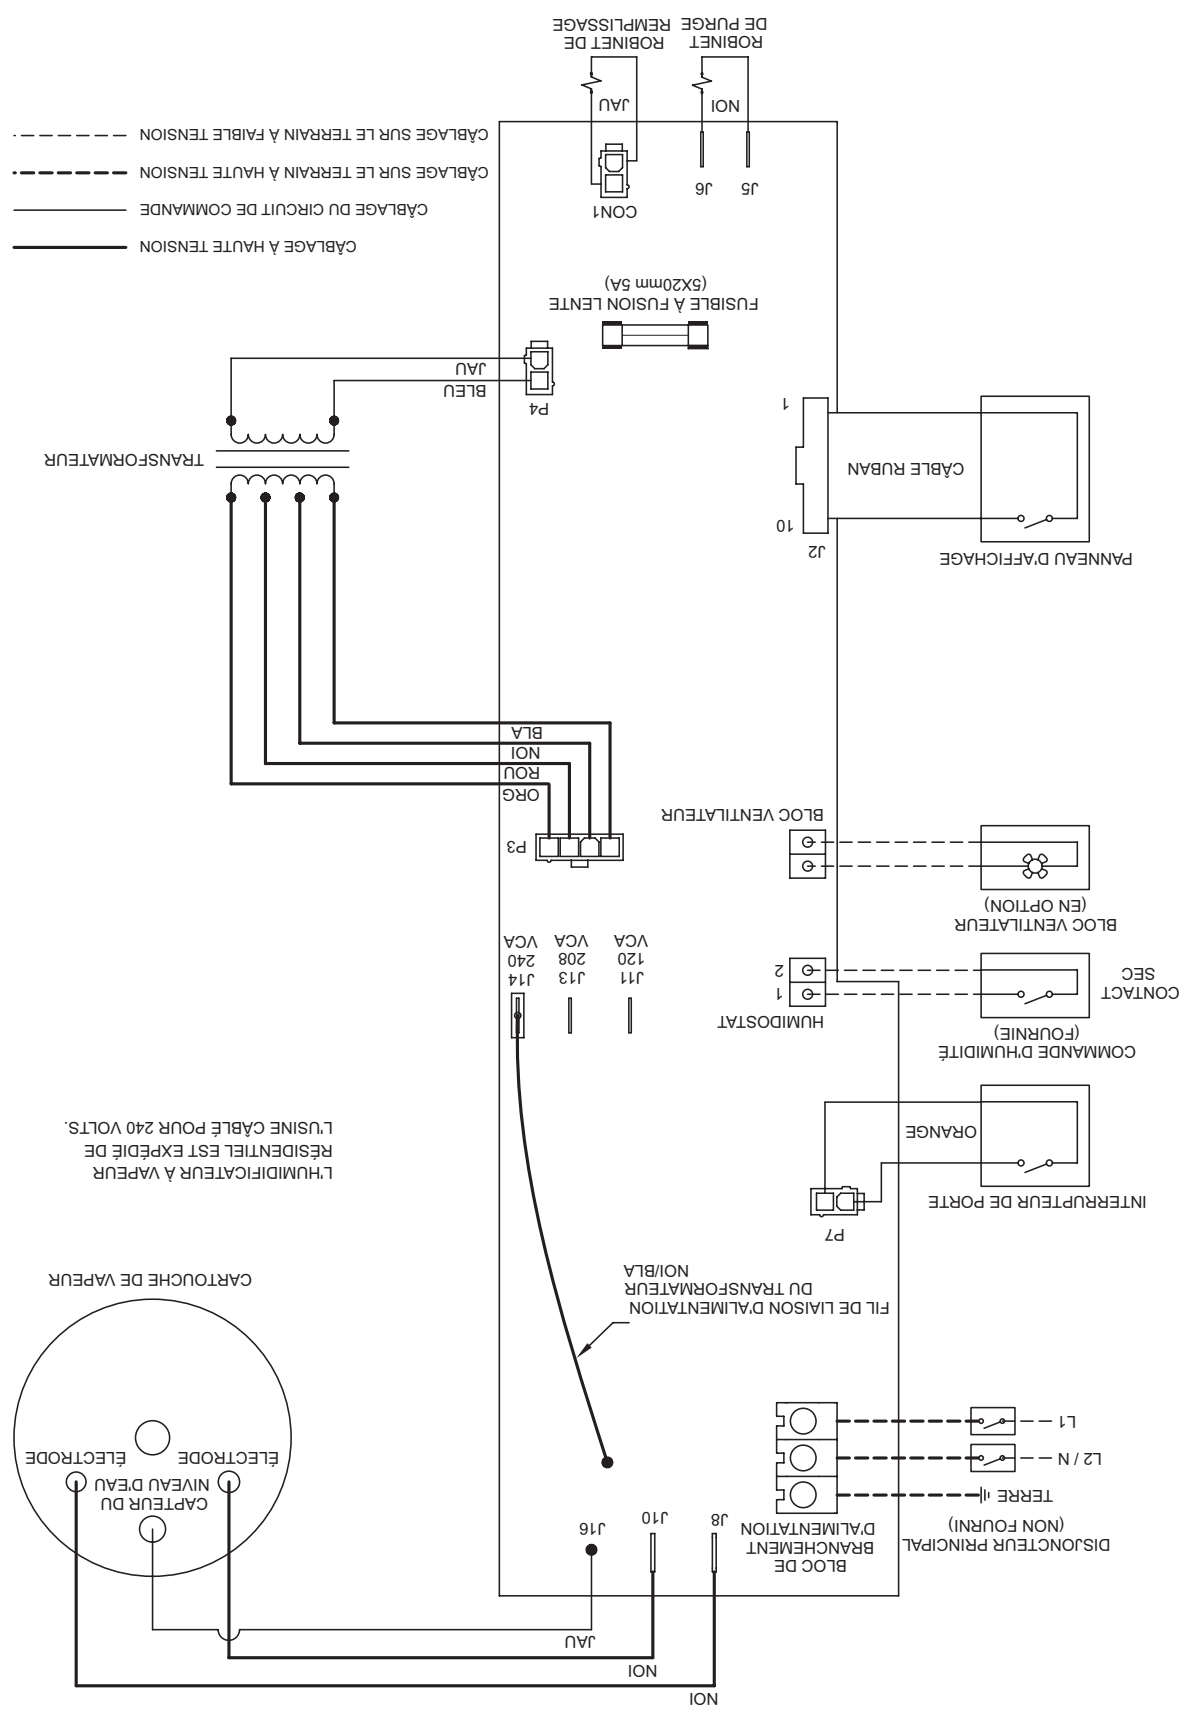 NOI
NOI
JAU
DISJONCTEUR PRINCIPAL
(NON FOURNI)
TERRE
L2 / N
L1
BLOC DE
BRANCHEMENT
D'ALIMENTATION
J8
J10
J16
CAPTEUR DU
NIVEAU D'EAU
ÉLECTRODE
ÉLECTRODE
CARTOUCHE DE VAPEUR
FIL DE LIAISON D'ALIMENTATION
DU TRANSFORMATEUR
NOI/BLA
P7
INTERRUPTEUR DE PORTE
ORANGE
L'HUMIDIFICATEUR À VAPEUR
RÉSIDENTIEL EST EXPÉDIÉ DE
L'USINE CÂBLÉ POUR 240 VOLTS.
COMMANDE D'HUMIDITÉ
(FOURNIE)
CONTACT
SEC
HUMIDOSTAT
1
2
J11
120
VCA
J13
208
VCA
J14
240
VCA
BLOC VENTILATEUR
(EN OPTION)
BLOC VENTILATEUR
P3
ORG
ROU
NOI
BLA
PANNEAU D'AFFICHAGE
J2
10
CÂBLE RUBAN
1
TRANSFORMATEUR
P4
BLEU
JAU
FUSIBLE À FUSION LENTE
(5X20mm 5A)
CÂBLAGE À HAUTE TENSION
CÂBLAGE DU CIRCUIT DE COMMANDE
CÂBLAGE SUR LE TERRAIN À HAUTE TENSION
CÂBLAGE SUR LE TERRAIN À FAIBLE TENSION
J5
J6
CON1
NOI
JAU
ROBINET
DE PURGE
ROBINET DE
REMPLISSAGE